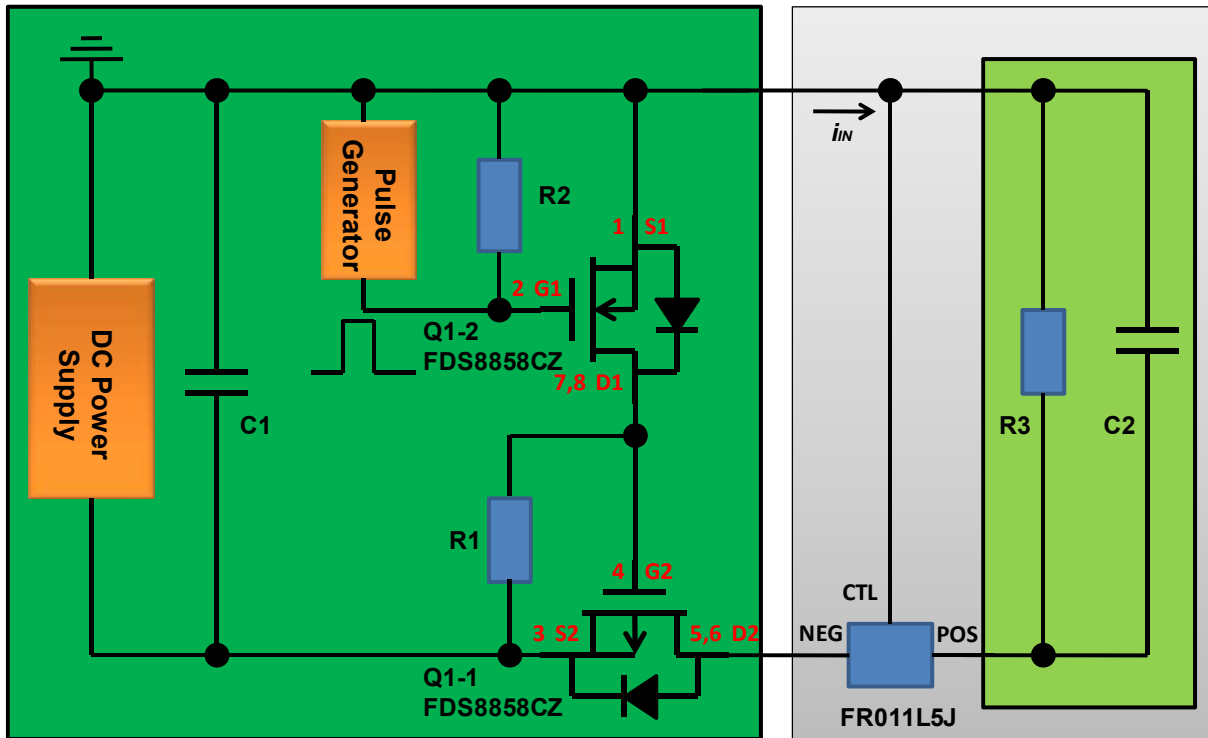 i_IN
Pulse
Generator
R2
1 S1
2 G1
Q1-2
FDS8858CZ
7,8 D1
DC Power
Supply
C1
R3
C2
R1
4 G2
CTL
3 S2
5,6 D2
NEG
POS
Q1-1
FDS8858CZ
FR011L5J